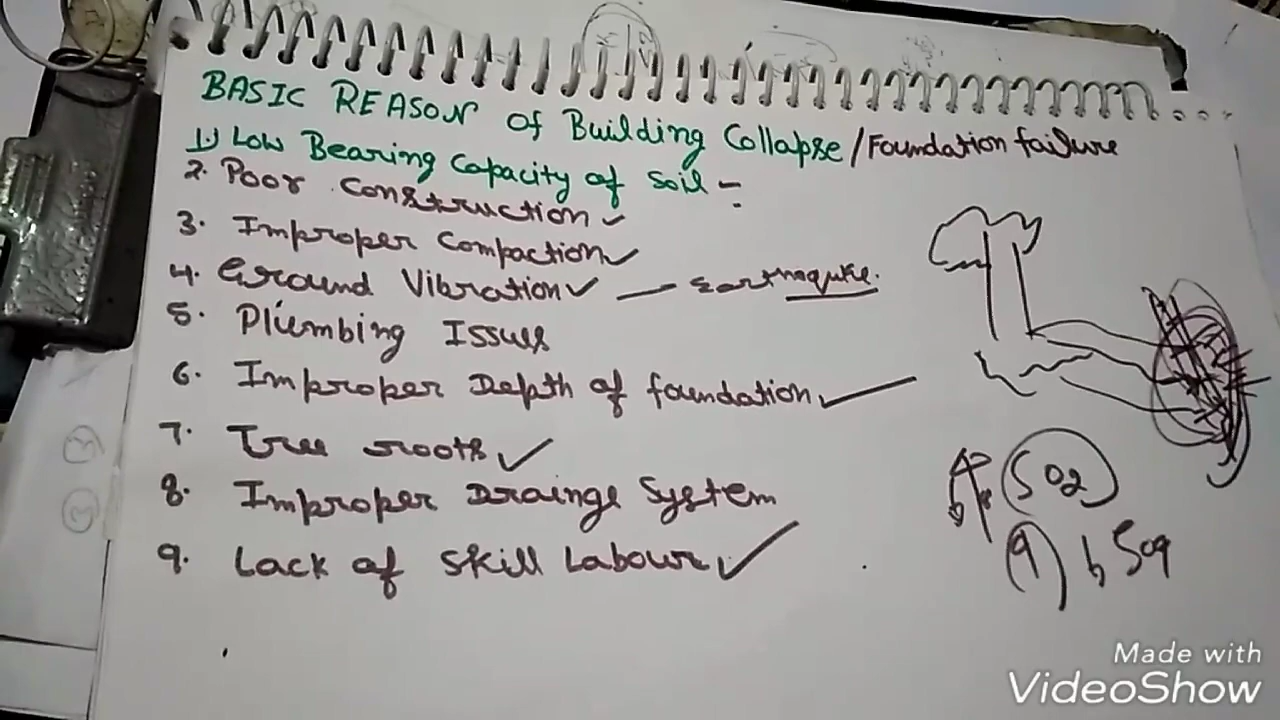 BASIC REASON of Building Collapse/Foundation failure
1) Low Bearing Capacity of soil -
2. Poor Construction ✓
3. Improper Compaction ✓
4. Ground Vibration ✓ — Earthquke.
5. Plumbing Issues
6. Improper Depth of foundation ✓
7. Tree roots ✓
8. Improper Drainge System
9. Lack of skill Labour ✓
SO2
Made with
VideoShow